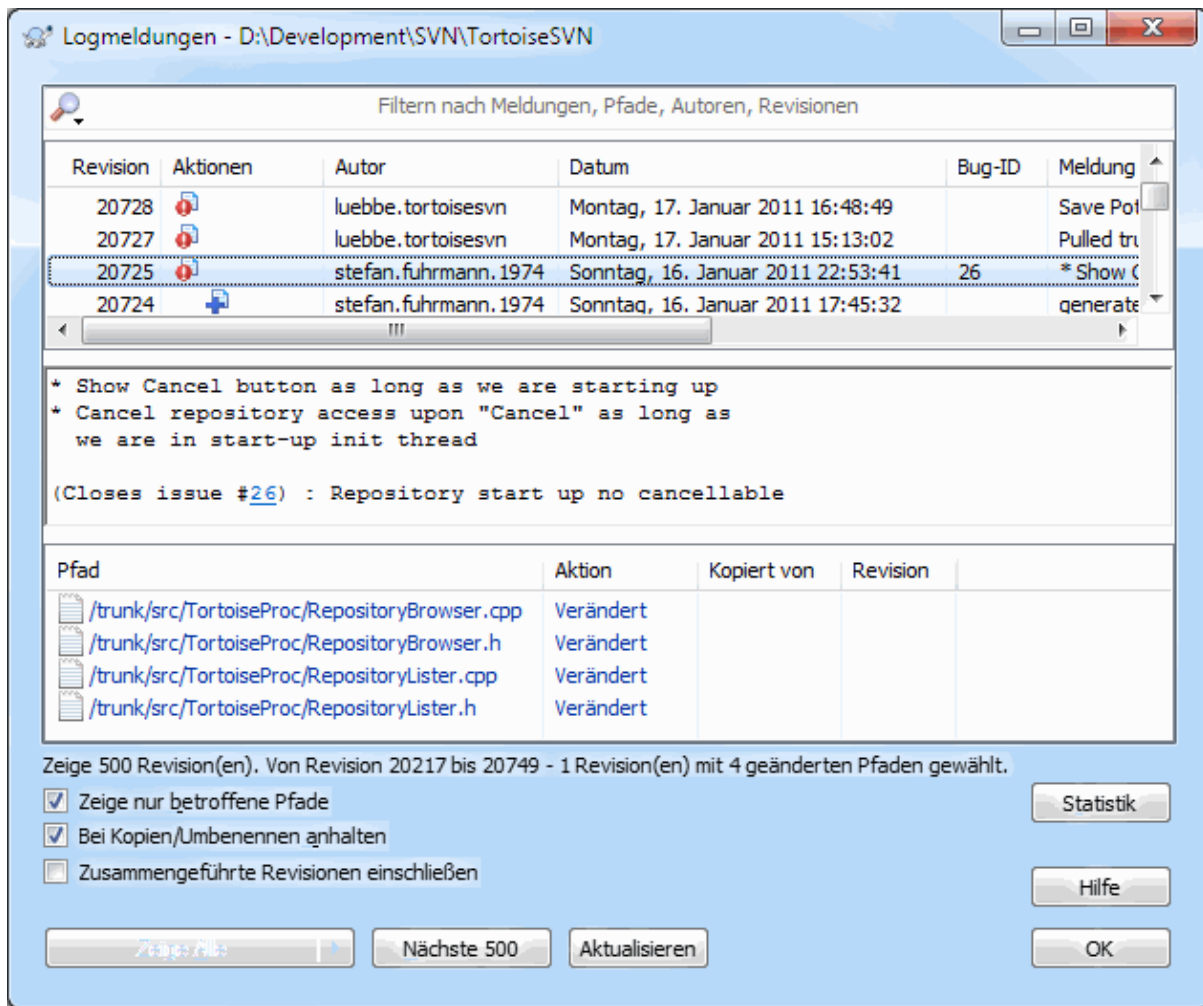 Logmeldungen - D:\Development\SVN\TortoiseSVN
Filtern nach Meldungen, Pfade, Autoren, Revisionen
Revision Aktionen Autor Datum Bug-ID Meldung
20728 luebbe.tortoisesvn Montag, 17. Januar 2011 16:48:49 Save Pot
20727 luebbe.tortoisesvn Montag, 17. Januar 2011 15:13:02 Pulled tru
20725 stefan.fuhrmann.1974 Sonntag, 16. Januar 2011 22:53:41 26 * Show C
20724 stefan.fuhrmann.1974 Sonntag, 16. Januar 2011 17:45:32 generate
* Show Cancel button as long as we are starting up
* Cancel repository access upon "Cancel" as long as
we are in start-up init thread
(Closes issue #26) : Repository start up no cancellable
Pfad Aktion Kopiert von Revision
/trunk/src/TortoiseProc/RepositoryBrowser.cpp Verändert
/trunk/src/TortoiseProc/RepositoryBrowser.h Verändert
/trunk/src/TortoiseProc/RepositoryLister.cpp Verändert
/trunk/src/TortoiseProc/RepositoryLister.h Verändert
Zeige 500 Revision(en). Von Revision 20217 bis 20749 - 1 Revision(en) mit 4 geänderten Pfaden gewählt.
Zeige nur betroffene Pfade
Statistik
Bei Kopien/Umbenennen anhalten
Zusammengeführte Revisionen einschließen
Hilfe
Nächste 500 Aktualisieren OK